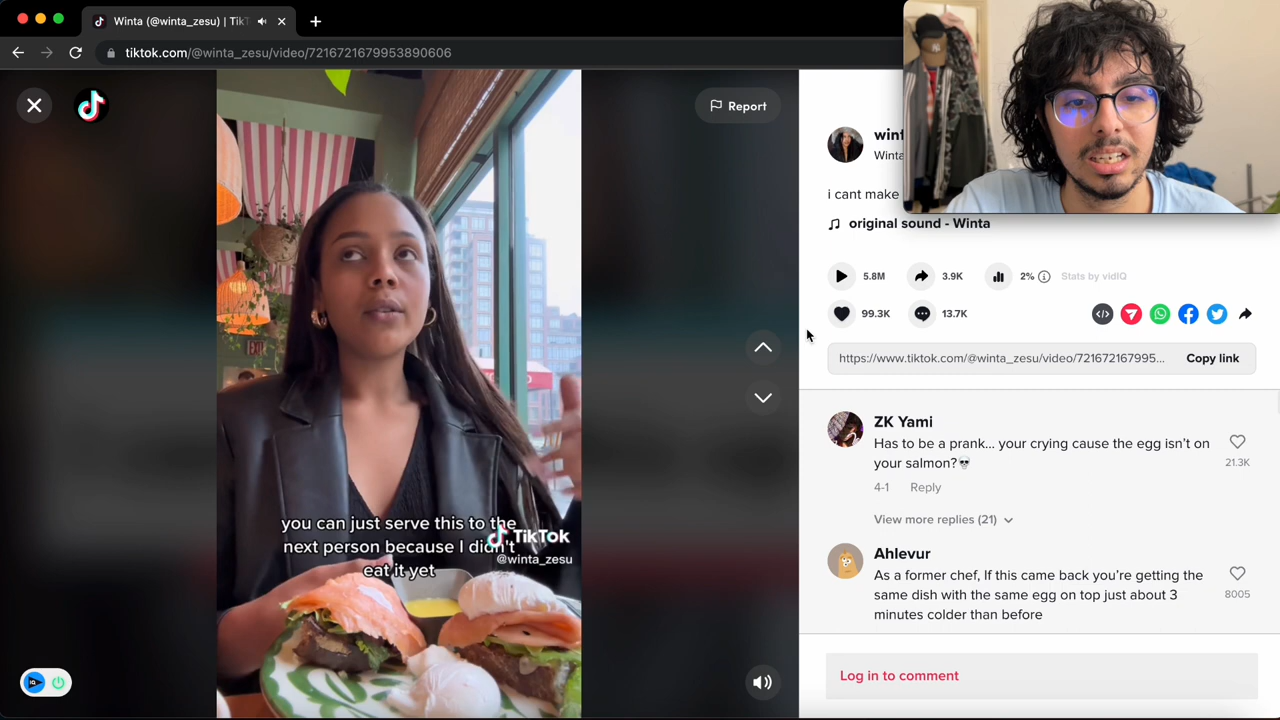 Winta (@winta_zesu) | TikT
tiktok.com/@winta_zesu/video/7216721679953890606
Report
wint
Winta
i cant make
original sound - Winta
5.8M
3.9K
2%
Stats by vidIQ
99.3K
13.7K
https://www.tiktok.com/@winta_zesu/video/721672167995...
Copy link
ZK Yami
Has to be a prank... your crying cause the egg isn't on
your salmon?💀
21.3K
4-1
Reply
View more replies (21)
Ahlevur
As a former chef, If this came back you're getting the
same dish with the same egg on top just about 3
minutes colder than before
8005
Log in to comment
EXIT
you can just serve this to the
next person because I didn't
eat it yet
TikTok
@winta_zesu